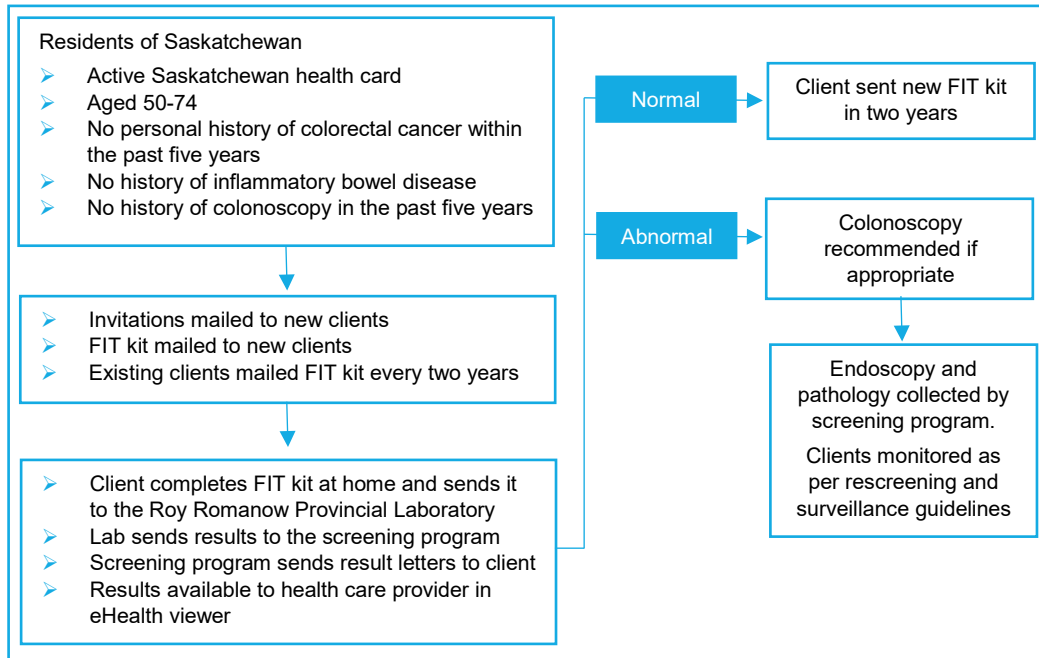 Residents of Saskatchewan
➢ Active Saskatchewan health card
➢ Aged 50-74
➢ No personal history of colorectal cancer within
the past five years
➢ No history of inflammatory bowel disease
➢ No history of colonoscopy in the past five years
➢ Invitations mailed to new clients
➢ FIT kit mailed to new clients
➢ Existing clients mailed FIT kit every two years
➢ Client completes FIT kit at home and sends it
to the Roy Romanow Provincial Laboratory
➢ Lab sends results to the screening program
➢ Screening program sends result letters to client
➢ Results available to health care provider in
eHealth viewer
Normal
Client sent new FIT kit
in two years
Abnormal
Colonoscopy
recommended if
appropriate
Endoscopy and
pathology collected by
screening program.
Clients monitored as
per rescreening and
surveillance guidelines